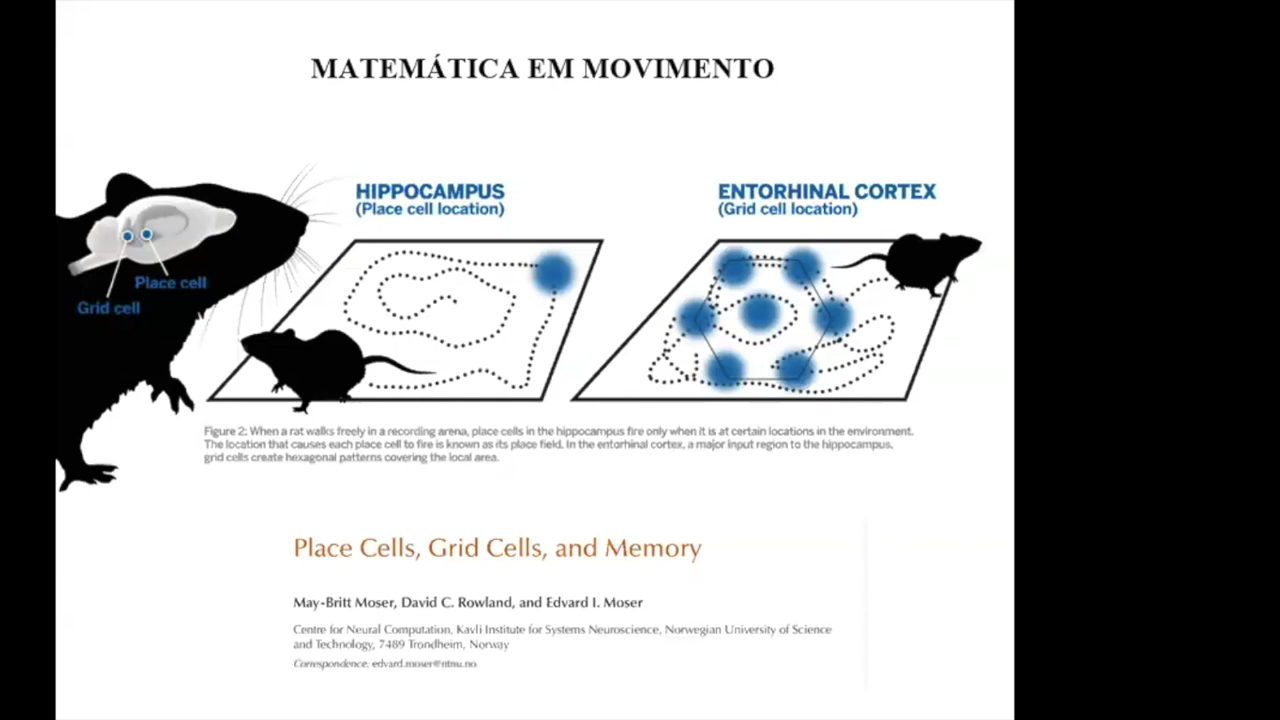 MATEMÁTICA EM MOVIMENTO
HIPPOCAMPUS
(Place cell location)
ENTORHINAL CORTEX
(Grid cell location)
Place cell
Grid cell
Figure 2: When a rat walks freely in a recording arena, place cells in the hippocampus fire only when it is at certain locations in the environment.
The location that causes each place cell to fire is known as its place field. In the entorhinal cortex, a major input region to the hippocampus,
grid cells create hexagonal patterns covering the local area.
Place Cells, Grid Cells, and Memory
May-Britt Moser, David C. Rowland, and Edvard I. Moser
Centre for Neural Computation, Kavli Institute for Systems Neuroscience, Norwegian University of Science
and Technology, 7489 Trondheim, Norway
Correspondence: edvard.moser@ntnu.no